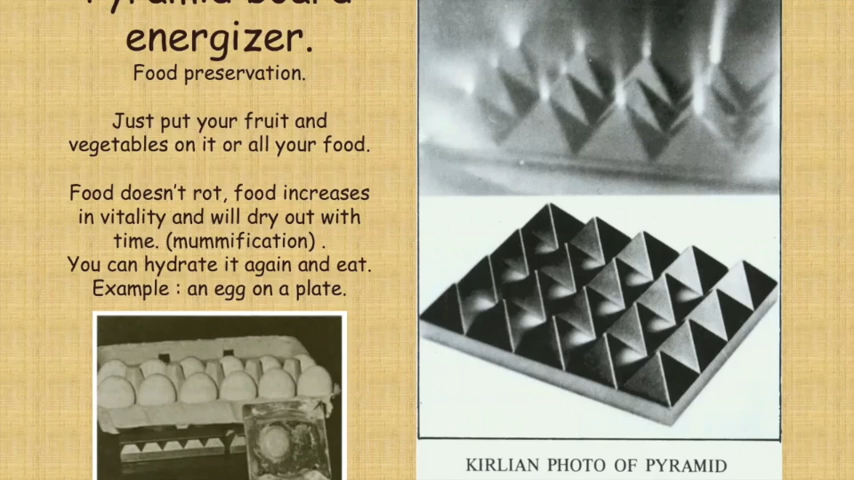 Pyramid board
energizer.
Food preservation.
Just put your fruit and
vegetables on it or all your food.
Food doesn't rot, food increases
in vitality and will dry out with
time. (mummification) .
You can hydrate it again and eat.
Example : an egg on a plate.
KIRLIAN PHOTO OF PYRAMID